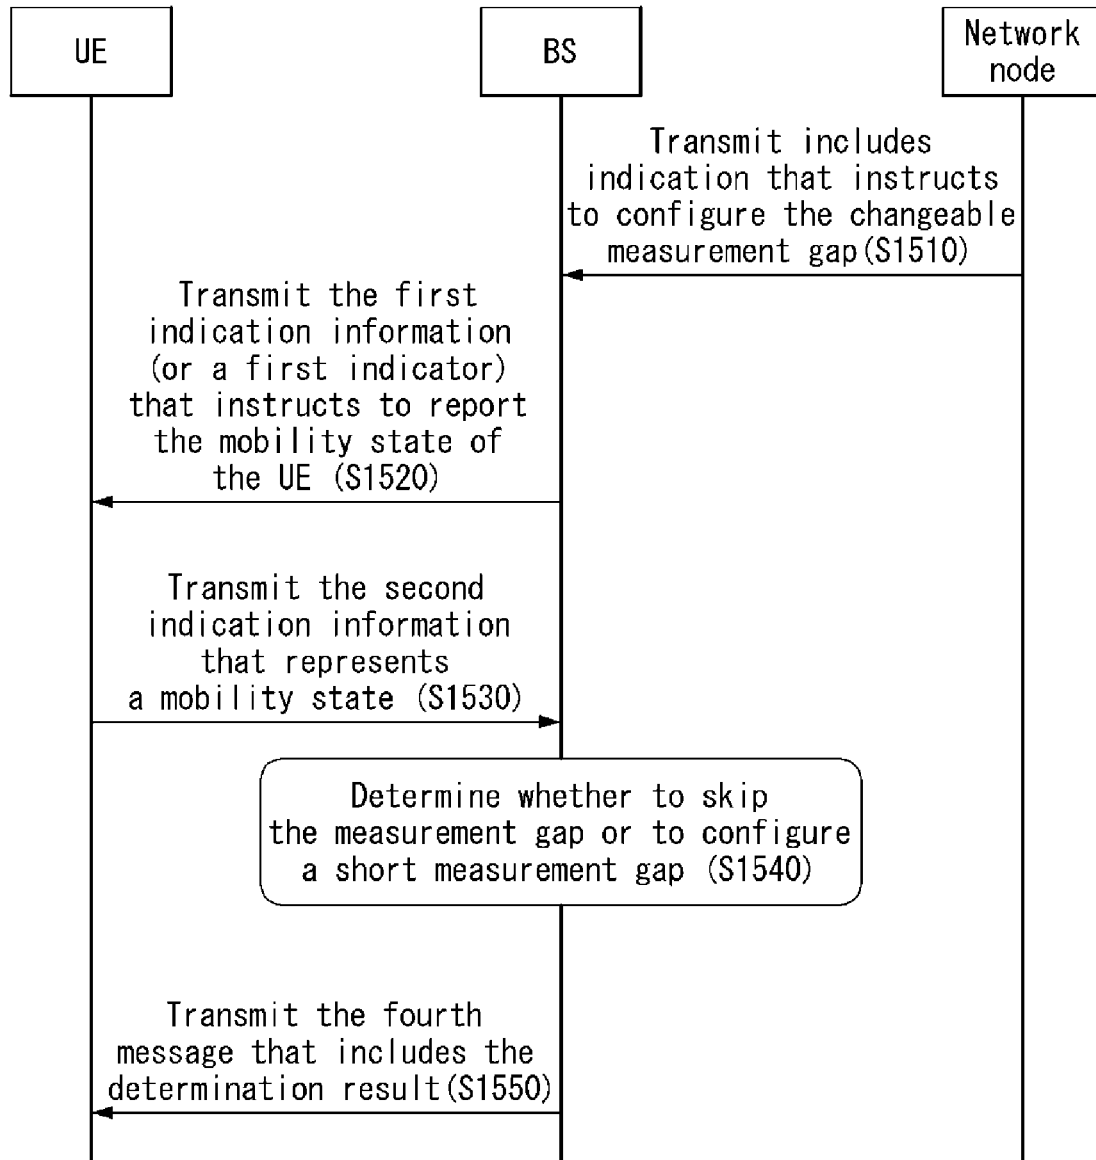 UE
BS
Network
node
Transmit includes
indication that instructs
to configure the changeable
measurement gap(S1510)
Transmit the first
indication information
(or a first indicator)
that instructs to report
the mobility state of
the UE (S1520)
Transmit the second
indication information
that represents
a mobility state (S1530)
Determine whether to skip
the measurement gap or to configure
a short measurement gap (S1540)
Transmit the fourth
message that includes the
determination result(S1550)